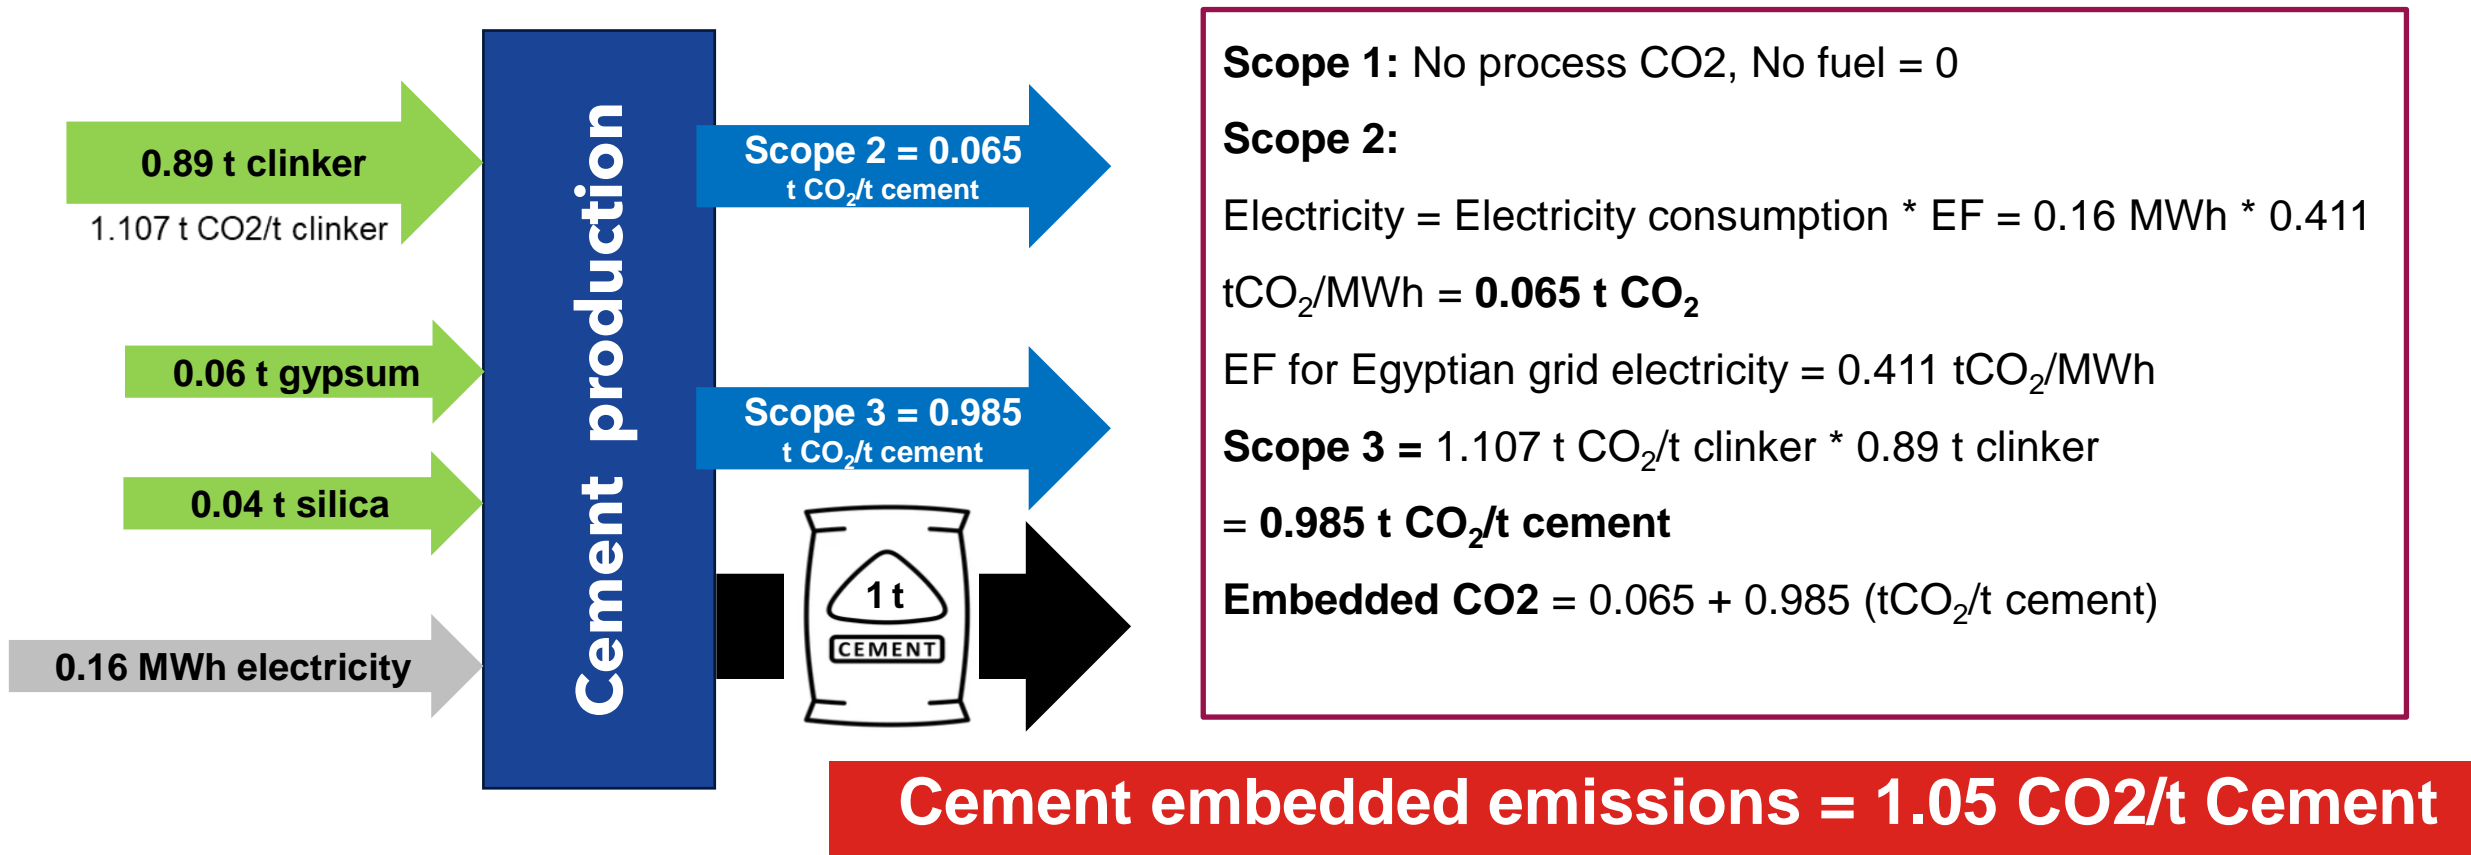 0.89 t clinker
1.107 t CO2/t clinker
0.06 t gypsum
0.04 t silica
0.16 MWh electricity
Cement production
Scope 2 = 0.065
t CO₂/t cement
Scope 3 = 0.985
t CO₂/t cement
1 t
CEMENT
Scope 1: No process CO2, No fuel = 0
Scope 2:
Electricity = Electricity consumption * EF = 0.16 MWh * 0.411
tCO₂/MWh = 0.065 t CO₂
EF for Egyptian grid electricity = 0.411 tCO₂/MWh
Scope 3 = 1.107 t CO₂/t clinker * 0.89 t clinker
= 0.985 t CO₂/t cement
Embedded CO2 = 0.065 + 0.985 (tCO₂/t cement)
Cement embedded emissions = 1.05 CO2/t Cement